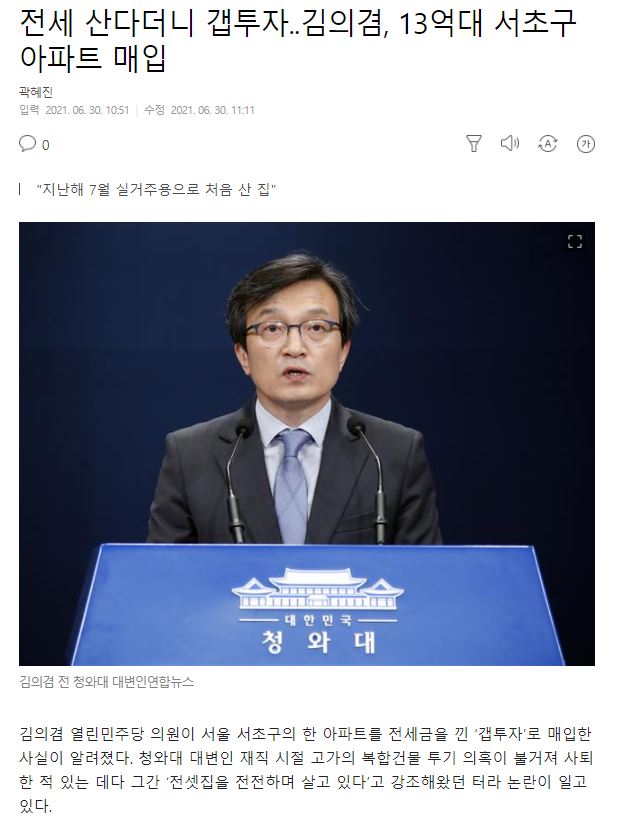 전세 산다더니 갭투자..김의겸, 13억대 서초구
아파트 매입
곽혜진
입력 2021. 06. 30. 10:51 | 수정 2021. 06. 30. 11:11
0
가
"지난해 7월 실거주용으로 처음 산 집"
대한민국
청와대
김의겸 전 청와대 대변인연합뉴스
김의겸 열린민주당 의원이 서울 서초구의 한 아파트를 전세금을 낀 ‘갭투자’로 매입한
사실이 알려졌다. 청와대 대변인 재직 시절 고가의 복합건물 투기 의혹이 불거져 사퇴
한 적 있는 데다 그간 ‘전셋집을 전전하며 살고 있다’고 강조해왔던 터라 논란이 일고
있다.